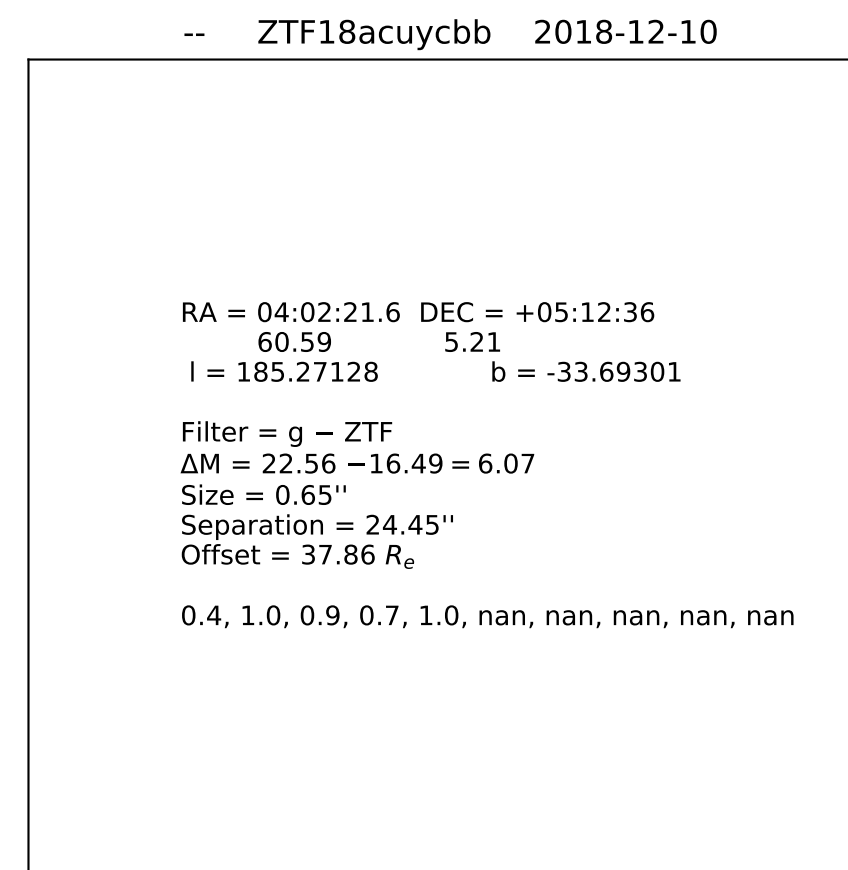 -- ZTF18acuycbb 2018-12-10
RA = 04:02:21.6 DEC = +05:12:36
60.59 5.21
l = 185.27128 b = -33.69301
Filter = g − ZTF
ΔM = 22.56 −16.49 = 6.07
Size = 0.65''
Separation = 24.45''
Offset = 37.86 Re
0.4, 1.0, 0.9, 0.7, 1.0, nan, nan, nan, nan, nan